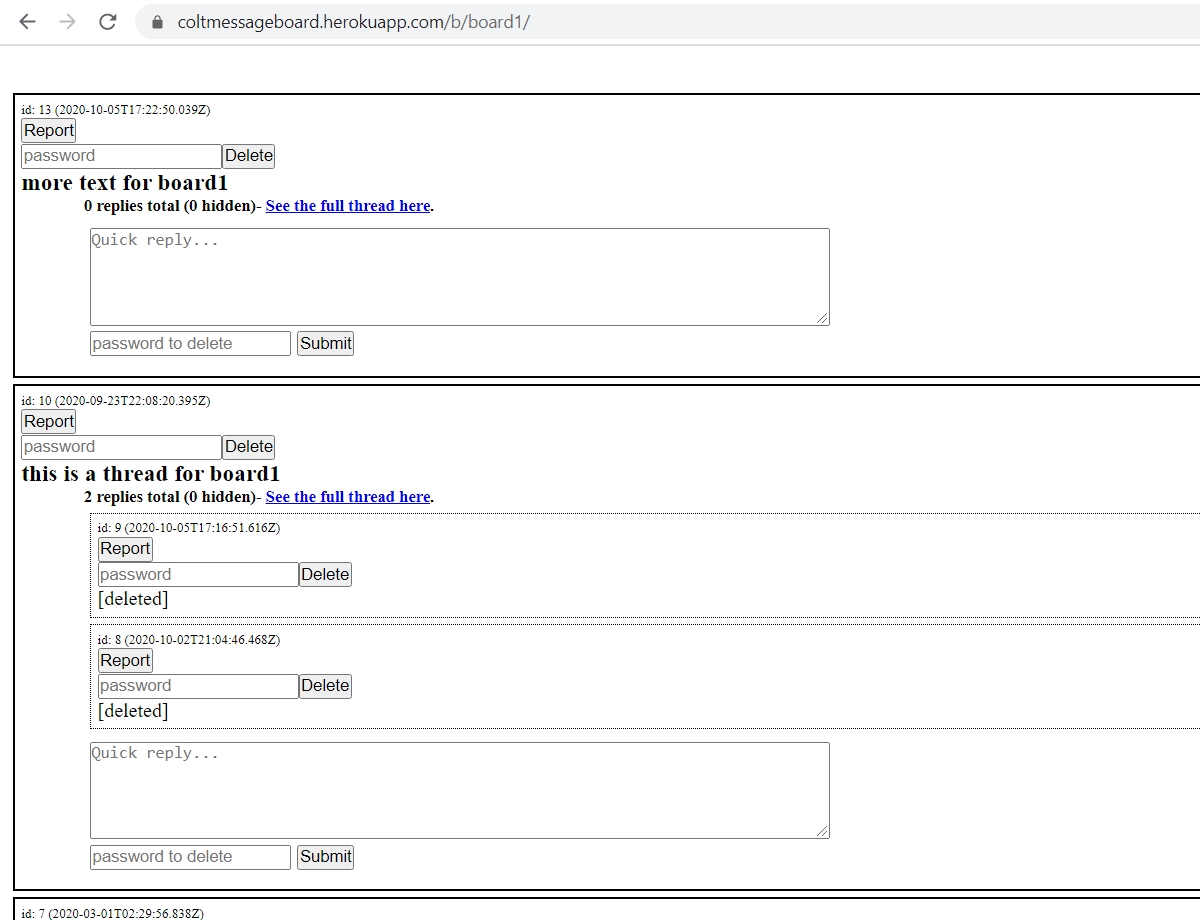 coltmessageboard.herokuapp.com/b/board1/
id: 13 (2020-10-05T17:22:50.039Z)
Report
password Delete
more text for board1
0 replies total (0 hidden)- See the full thread here.
Quick reply...
password to delete Submit
id: 10 (2020-09-23T22:08:20.395Z)
Report
password Delete
this is a thread for board1
2 replies total (0 hidden)- See the full thread here.
id: 9 (2020-10-05T17:16:51.616Z)
Report
password Delete
[deleted]
id: 8 (2020-10-02T21:04:46.468Z)
Report
password Delete
[deleted]
Quick reply...
password to delete Submit
id: 7 (2020-03-01T02:29:56.838Z)